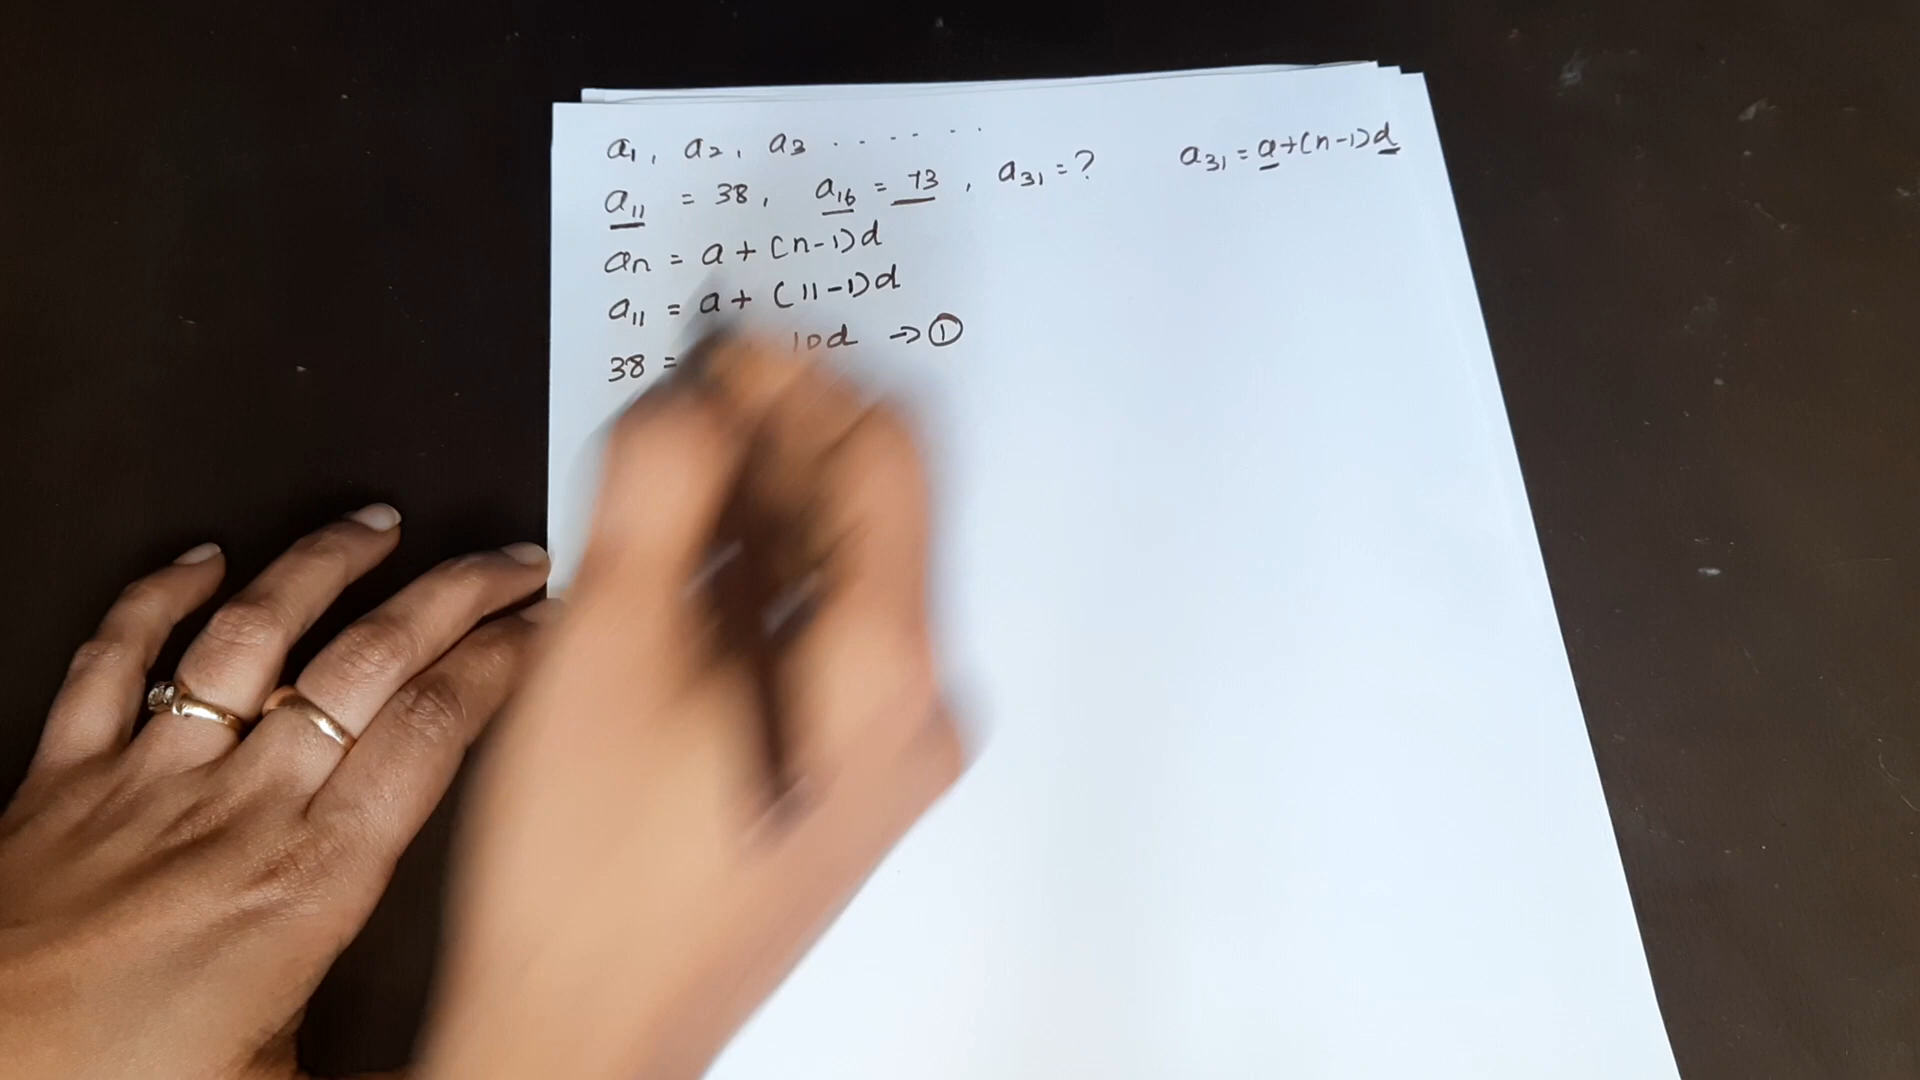 a₁, a₂, a₃ . . . . . . .
a₁₁ = 38, a₁₆ = 73, a₃₁ = ?
a₃₁ = a+(n-1)d
an = a + (n-1)d
a₁₁ = a + (11-1)d
38 = 10d → ①